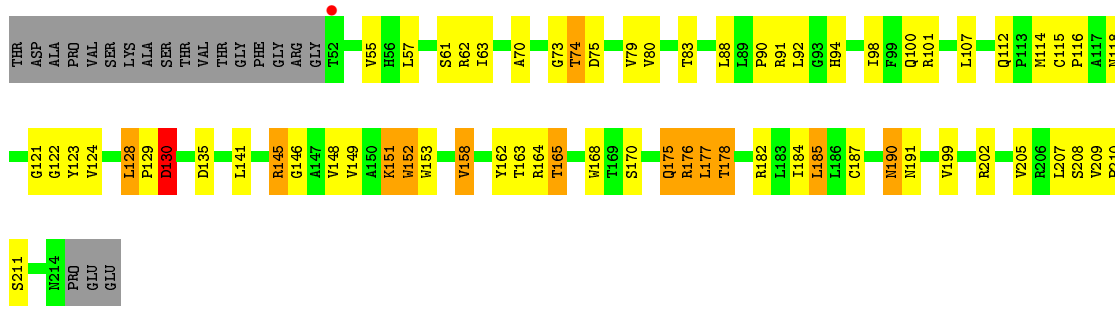 THR ASP ALA PRO VAL SER LYS ALA SER THR VAL THR GLY PHE GLY ARG GLY T52 V55 H56 L57 S61 R62 I63 A70 G73 T74 D75 V79 V80 T83 L88 L89 P90 R91 L92 G93 H94 I98 F99 Q100 R101 L107 Q112 P113 M114 C115 P116 A117 N118
G121 G122 Y123 V124 L128 P129 D130 D135 L141 R145 G146 A147 V148 V149 A150 K151 W152 W153 V158 Y162 T163 R164 T165 W168 T169 S170 Q175 R176 L177 T178 R182 L183 I184 L185 L186 C187 N190 N191 V199 R202 V205 R206 L207 S208 V209 P210
S211 N214 PRO GLU GLU